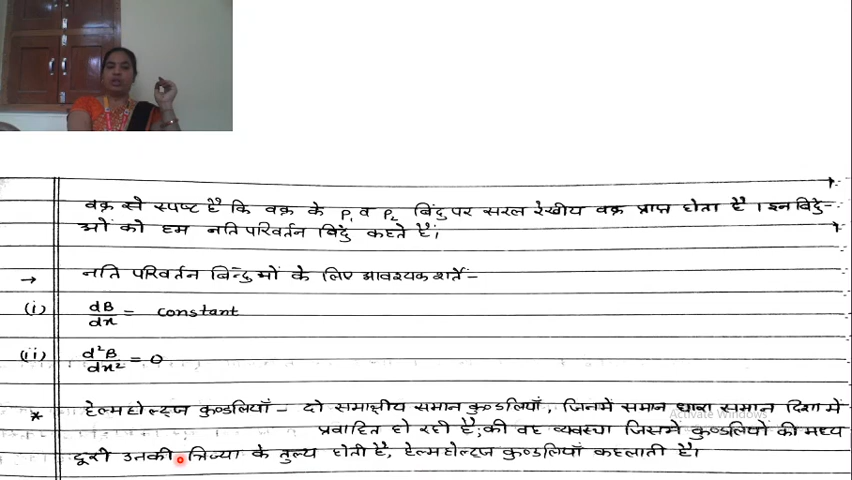 वक्र से स्पष्ट है कि वक्र के P₁ व P₂ बिंदु पर सरल रेखीय वक्र प्राप्त होता है। इन बिंदु-
ओं को हम नति परिवर्तन बिंदु कहते हैं।
→ नति परिवर्तन बिन्दुओं के लिए आवश्यक शर्तें-
(i) dB/dx = constant
(ii) d²B/dx² = 0
* हेल्महोल्ट्ज कुण्डलियाँ - दो समाक्षीय समान कुण्डलियाँ, जिनमें समान धारा समान दिशा में
प्रवाहित हो रही है, की वह व्यवस्था जिसमें कुण्डलियों की मध्य
दूरी उनकी त्रिज्या के तुल्य होती है, हेल्महोल्ट्ज कुण्डलियाँ कहलाती है।
Activate Windows